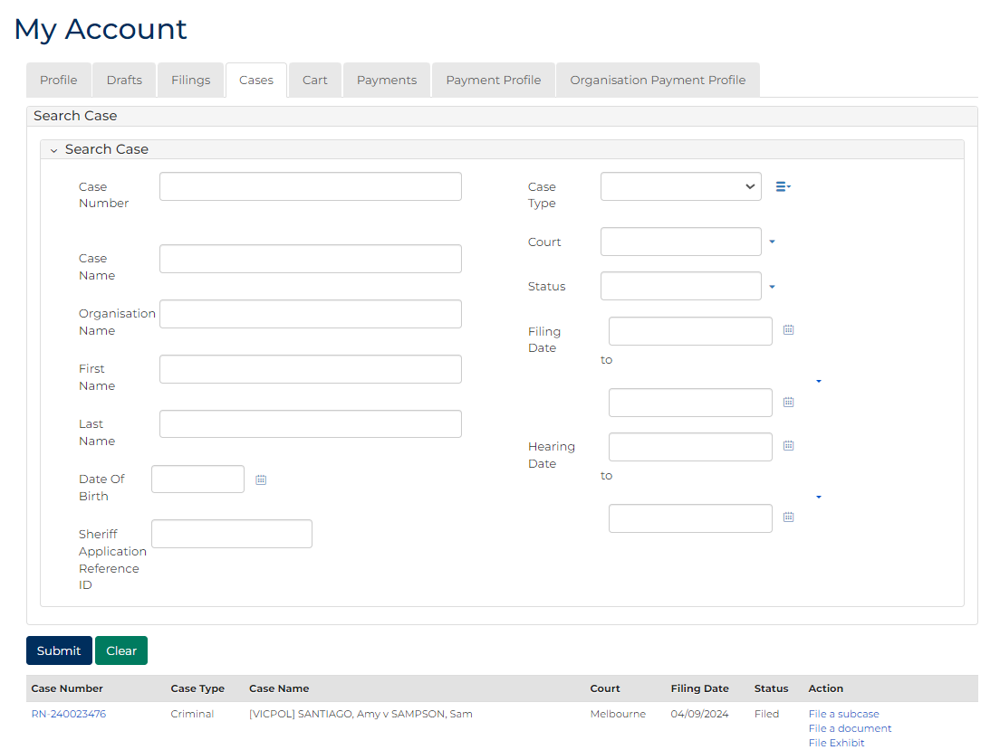 My Account
Profile Drafts Filings Cases Cart Payments Payment Profile Organisation Payment Profile
Search Case
Search Case
Case Number
Case Name
Organisation Name
First Name
Last Name
Date Of Birth
Sheriff Application Reference ID
Case Type
Court
Status
Filing Date
to
Hearing Date
to
Submit Clear
Case Number Case Type Case Name Court Filing Date Status Action
RN-240023476 Criminal [VICPOL] SANTIAGO, Amy v SAMPSON, Sam Melbourne 04/09/2024 Filed File a subcase
File a document
File Exhibit